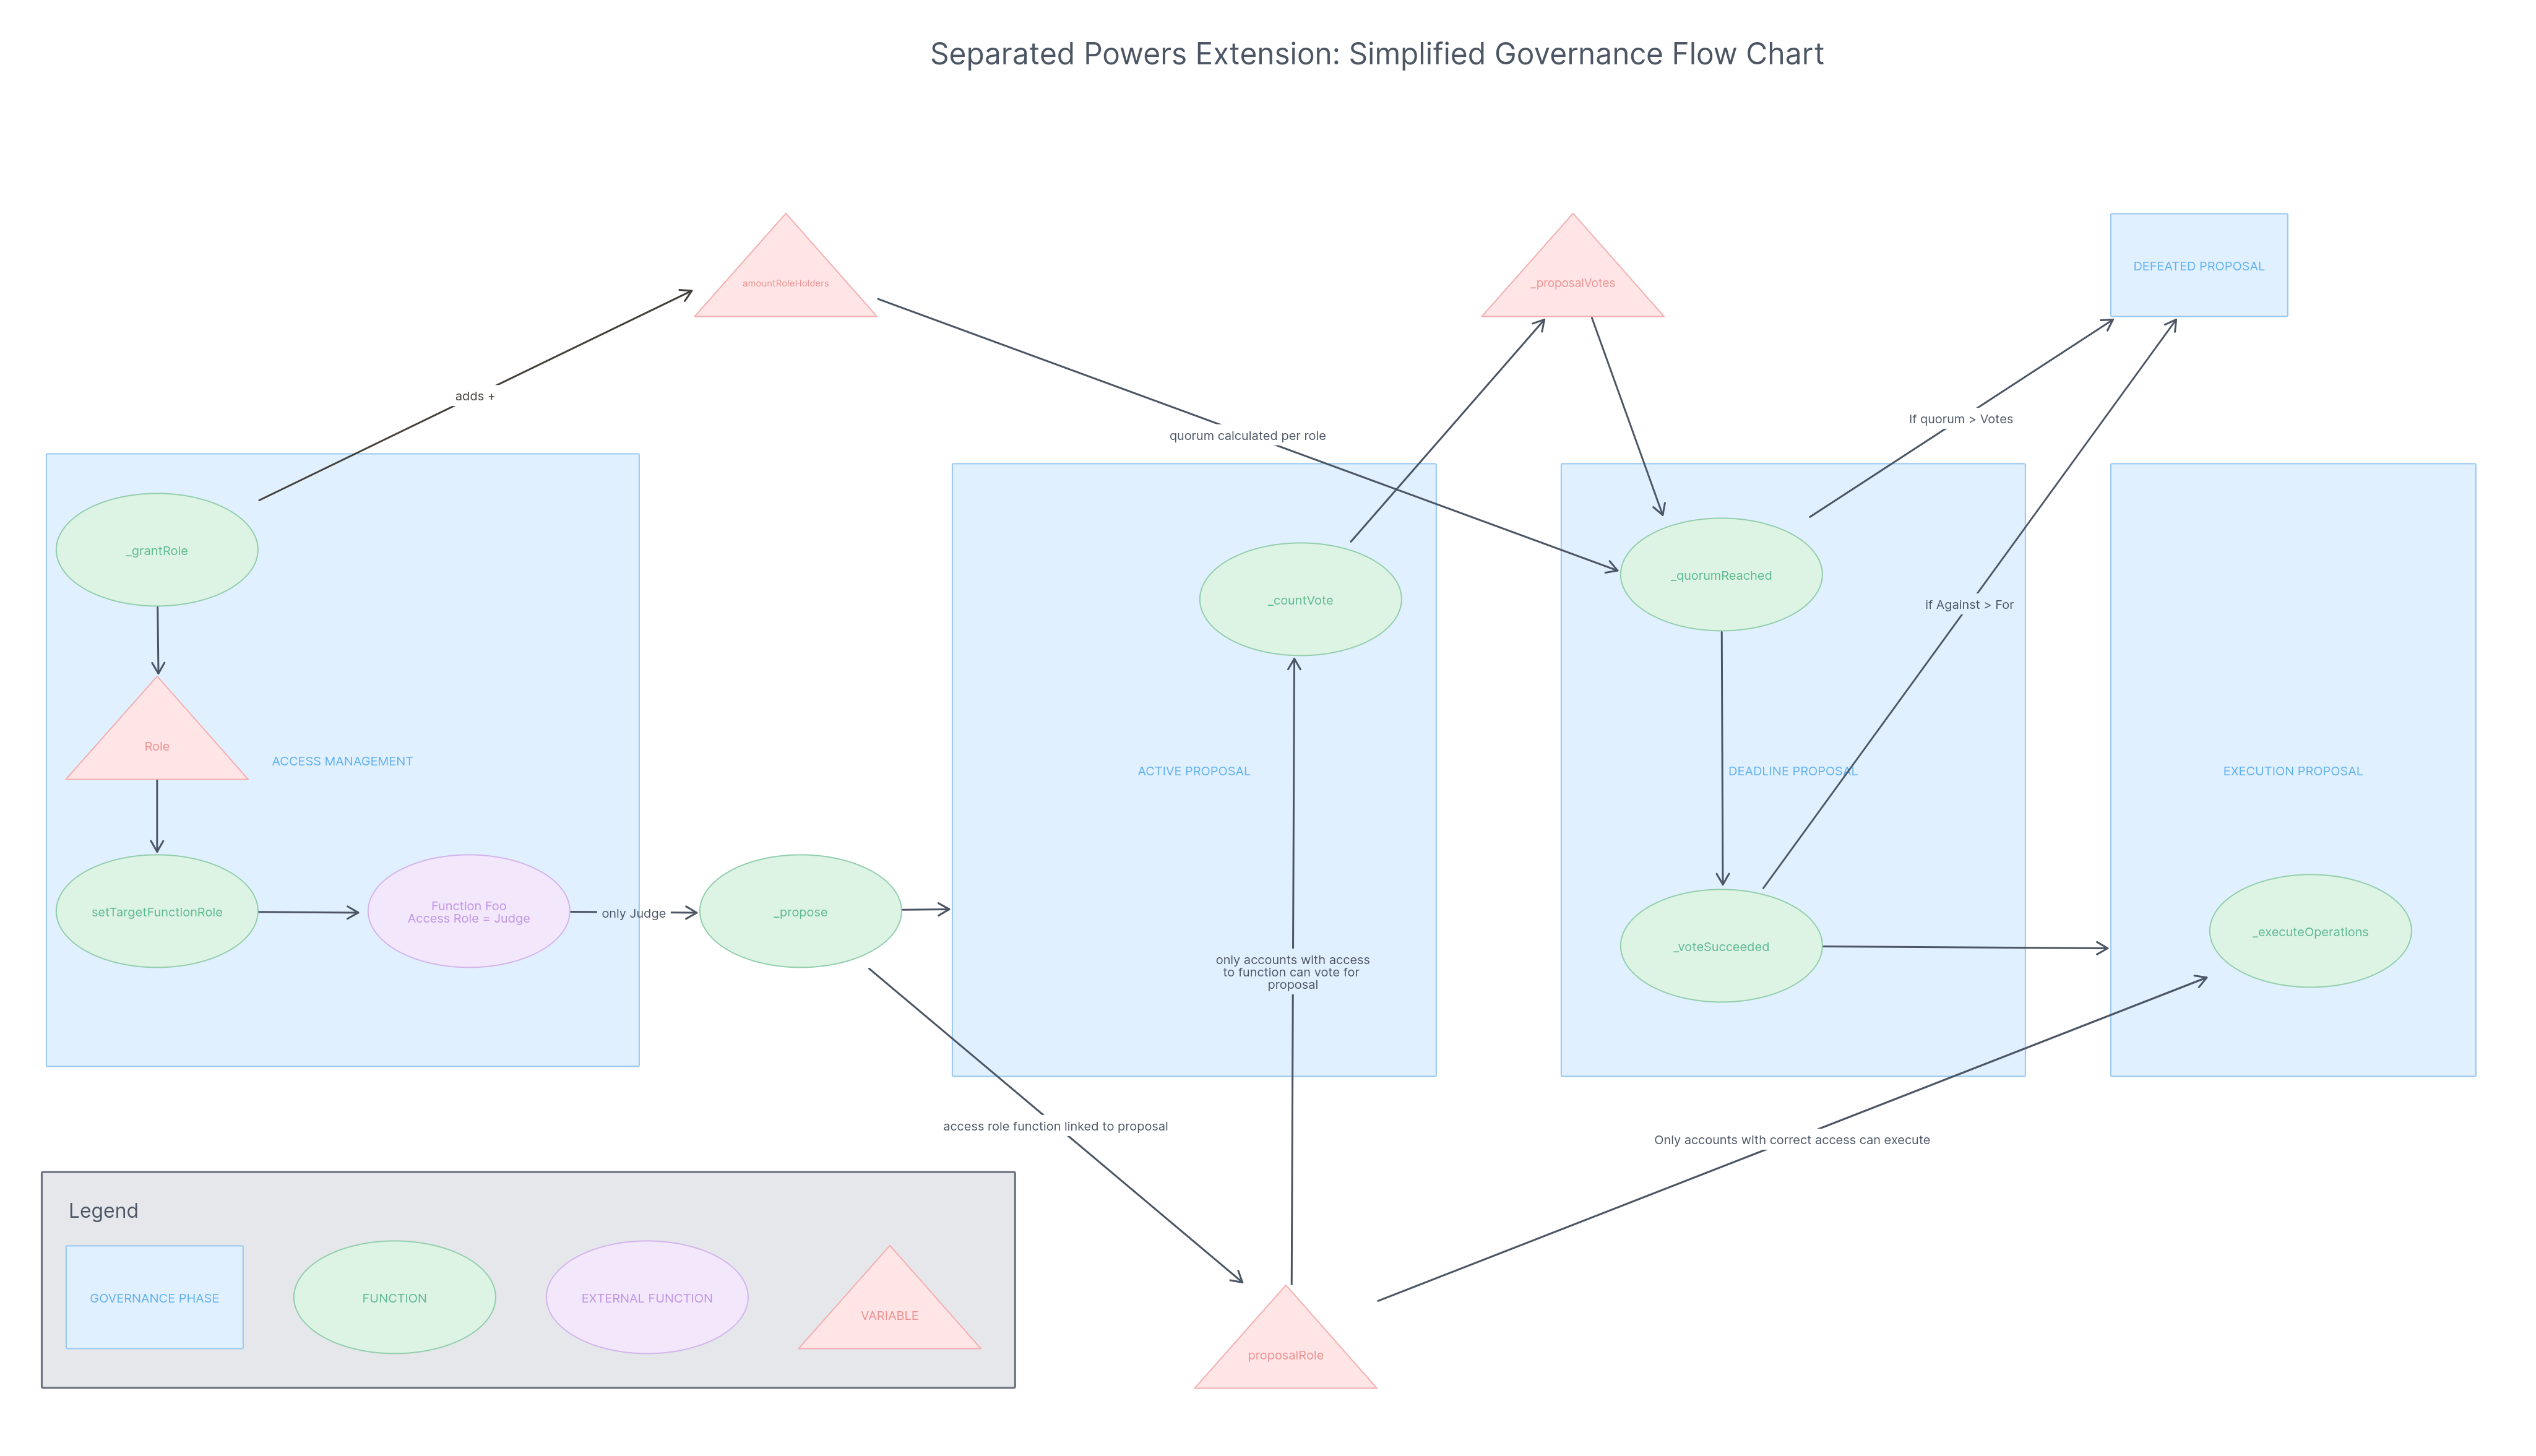 Separated Powers Extension: Simplified Governance Flow Chart
amountRoleHolders
_proposalVotes
DEFEATED PROPOSAL
adds +
quorum calculated per role
If quorum > Votes
_grantRole
_countVote
_quorumReached
if Against > For
Role
ACCESS MANAGEMENT
ACTIVE PROPOSAL
DEADLINE PROPOSAL
EXECUTION PROPOSAL
setTargetFunctionRole
Function Foo
Access Role = Judge
only Judge
_propose
only accounts with access
to function can vote for
proposal
_voteSucceeded
_executeOperations
access role function linked to proposal
Only accounts with correct access can execute
Legend
GOVERNANCE PHASE
FUNCTION
EXTERNAL FUNCTION
VARIABLE
proposalRole